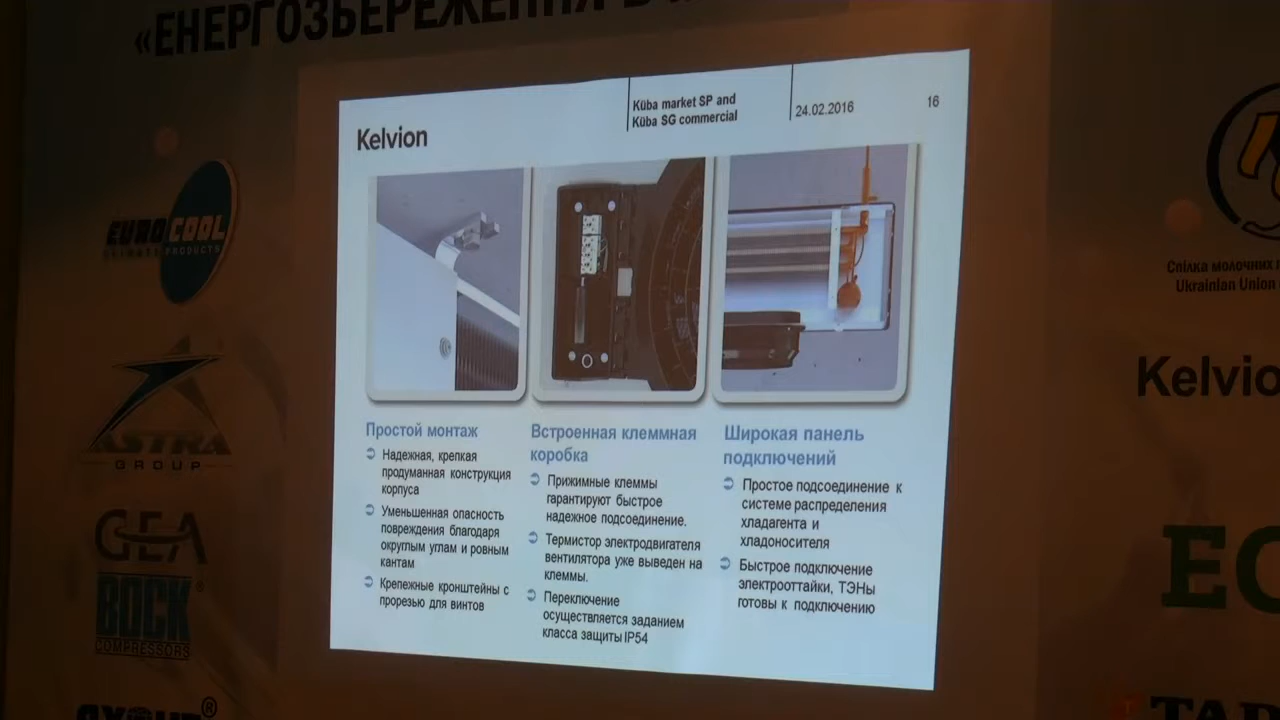 «ЕНЕРГОЗБЕРЕЖЕННЯ В
Kelvion
Küba market SP and
Küba SG commercial
24.02.2016
16
Простой монтаж
Надежная, крепкая
продуманная конструкция
корпуса
Уменьшенная опасность
повреждения благодаря
округлым углам и ровным
кантам
Крепежные кронштейны с
прорезью для винтов
Встроенная клеммная
коробка
Прижимные клеммы
гарантируют быстрое
надежное подсоединение.
Термистор электродвигателя
вентилятора уже выведен на
клеммы.
Переключение
осуществляется заданием
класса защиты IP54
Широкая панель
подключений
Простое подсоединение к
системе распределения
хладагента и
хладоносителя
Быстрое подключение
электрооттайки, ТЭНы
готовы к подключению
EUROCOOL
CLIMATE PRODUCTS
ASTRA
GROUP
GEA
BOCK®
COMPRESSORS
Спілка молочних
Ukrainian Union
Kelvio